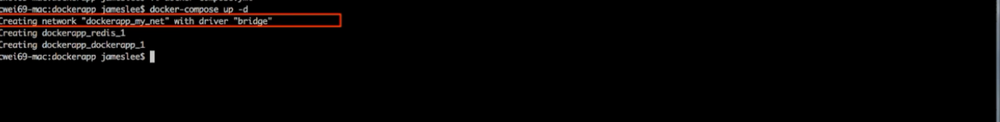 cwei69-mac:dockerapp jameslee$ docker-compose up -d
Creating network "dockerapp_my_net" with driver "bridge"
Creating dockerapp_redis_1
Creating dockerapp_dockerapp_1
cwei69-mac:dockerapp jameslee$